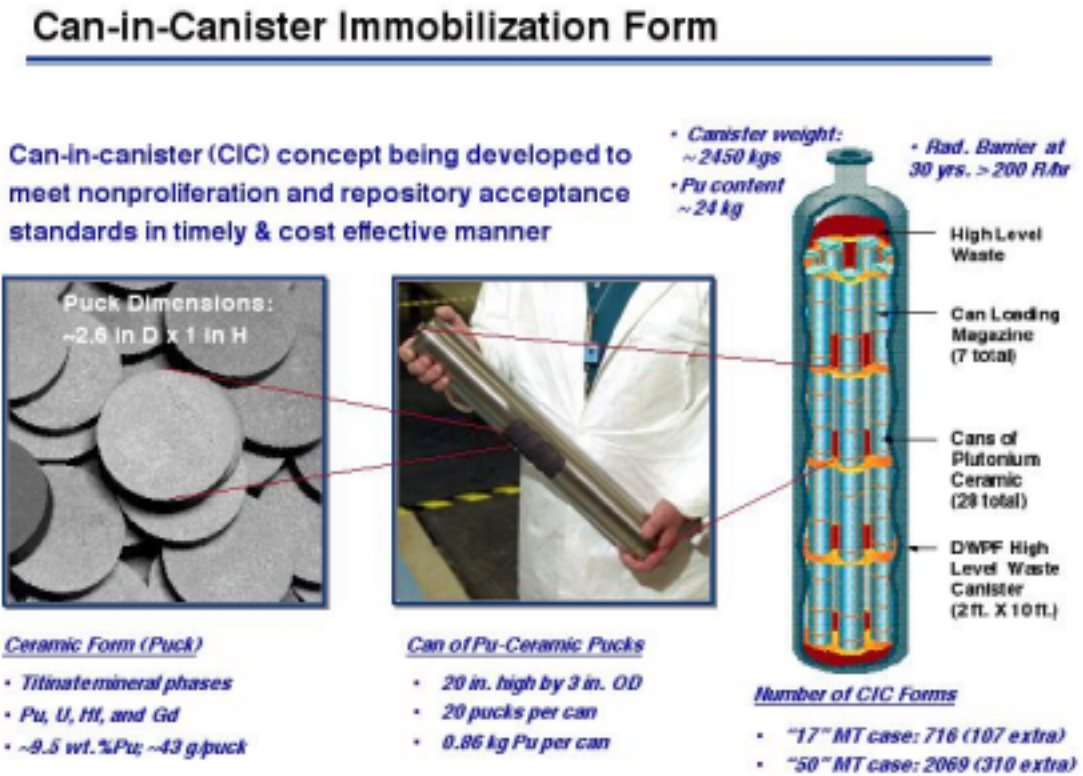 Can-in-Canister Immobilization Form
Can-in-canister (CIC) concept being developed to
meet nonproliferation and repository acceptance
standards in timely & cost effective manner
• Canister weight:
~ 2450 kgs
• Pu content
~ 24 kg
• Rad. Barrier at
30 yrs. > 200 R/hr
High Level
Waste
Can Loading
Magazine
(7 total)
Cans of
Plutonium
Ceramic
(28 total)
DWPF High
Level Waste
Canister
(2 ft. X 10 ft.)
Puck Dimensions:
~2.6 in D x 1 in H
Ceramic Form (Puck)
• Titinate mineral phases
• Pu, U, Hf, and Gd
• ~9.5 wt.%Pu; ~43 g/puck
Can of Pu-Ceramic Pucks
• 20 in. high by 3 in. OD
• 20 pucks per can
• 0.86 kg Pu per can
Number of CIC Forms
• "17" MT case: 716 (107 extra)
• "50" MT case: 2069 (310 extra)